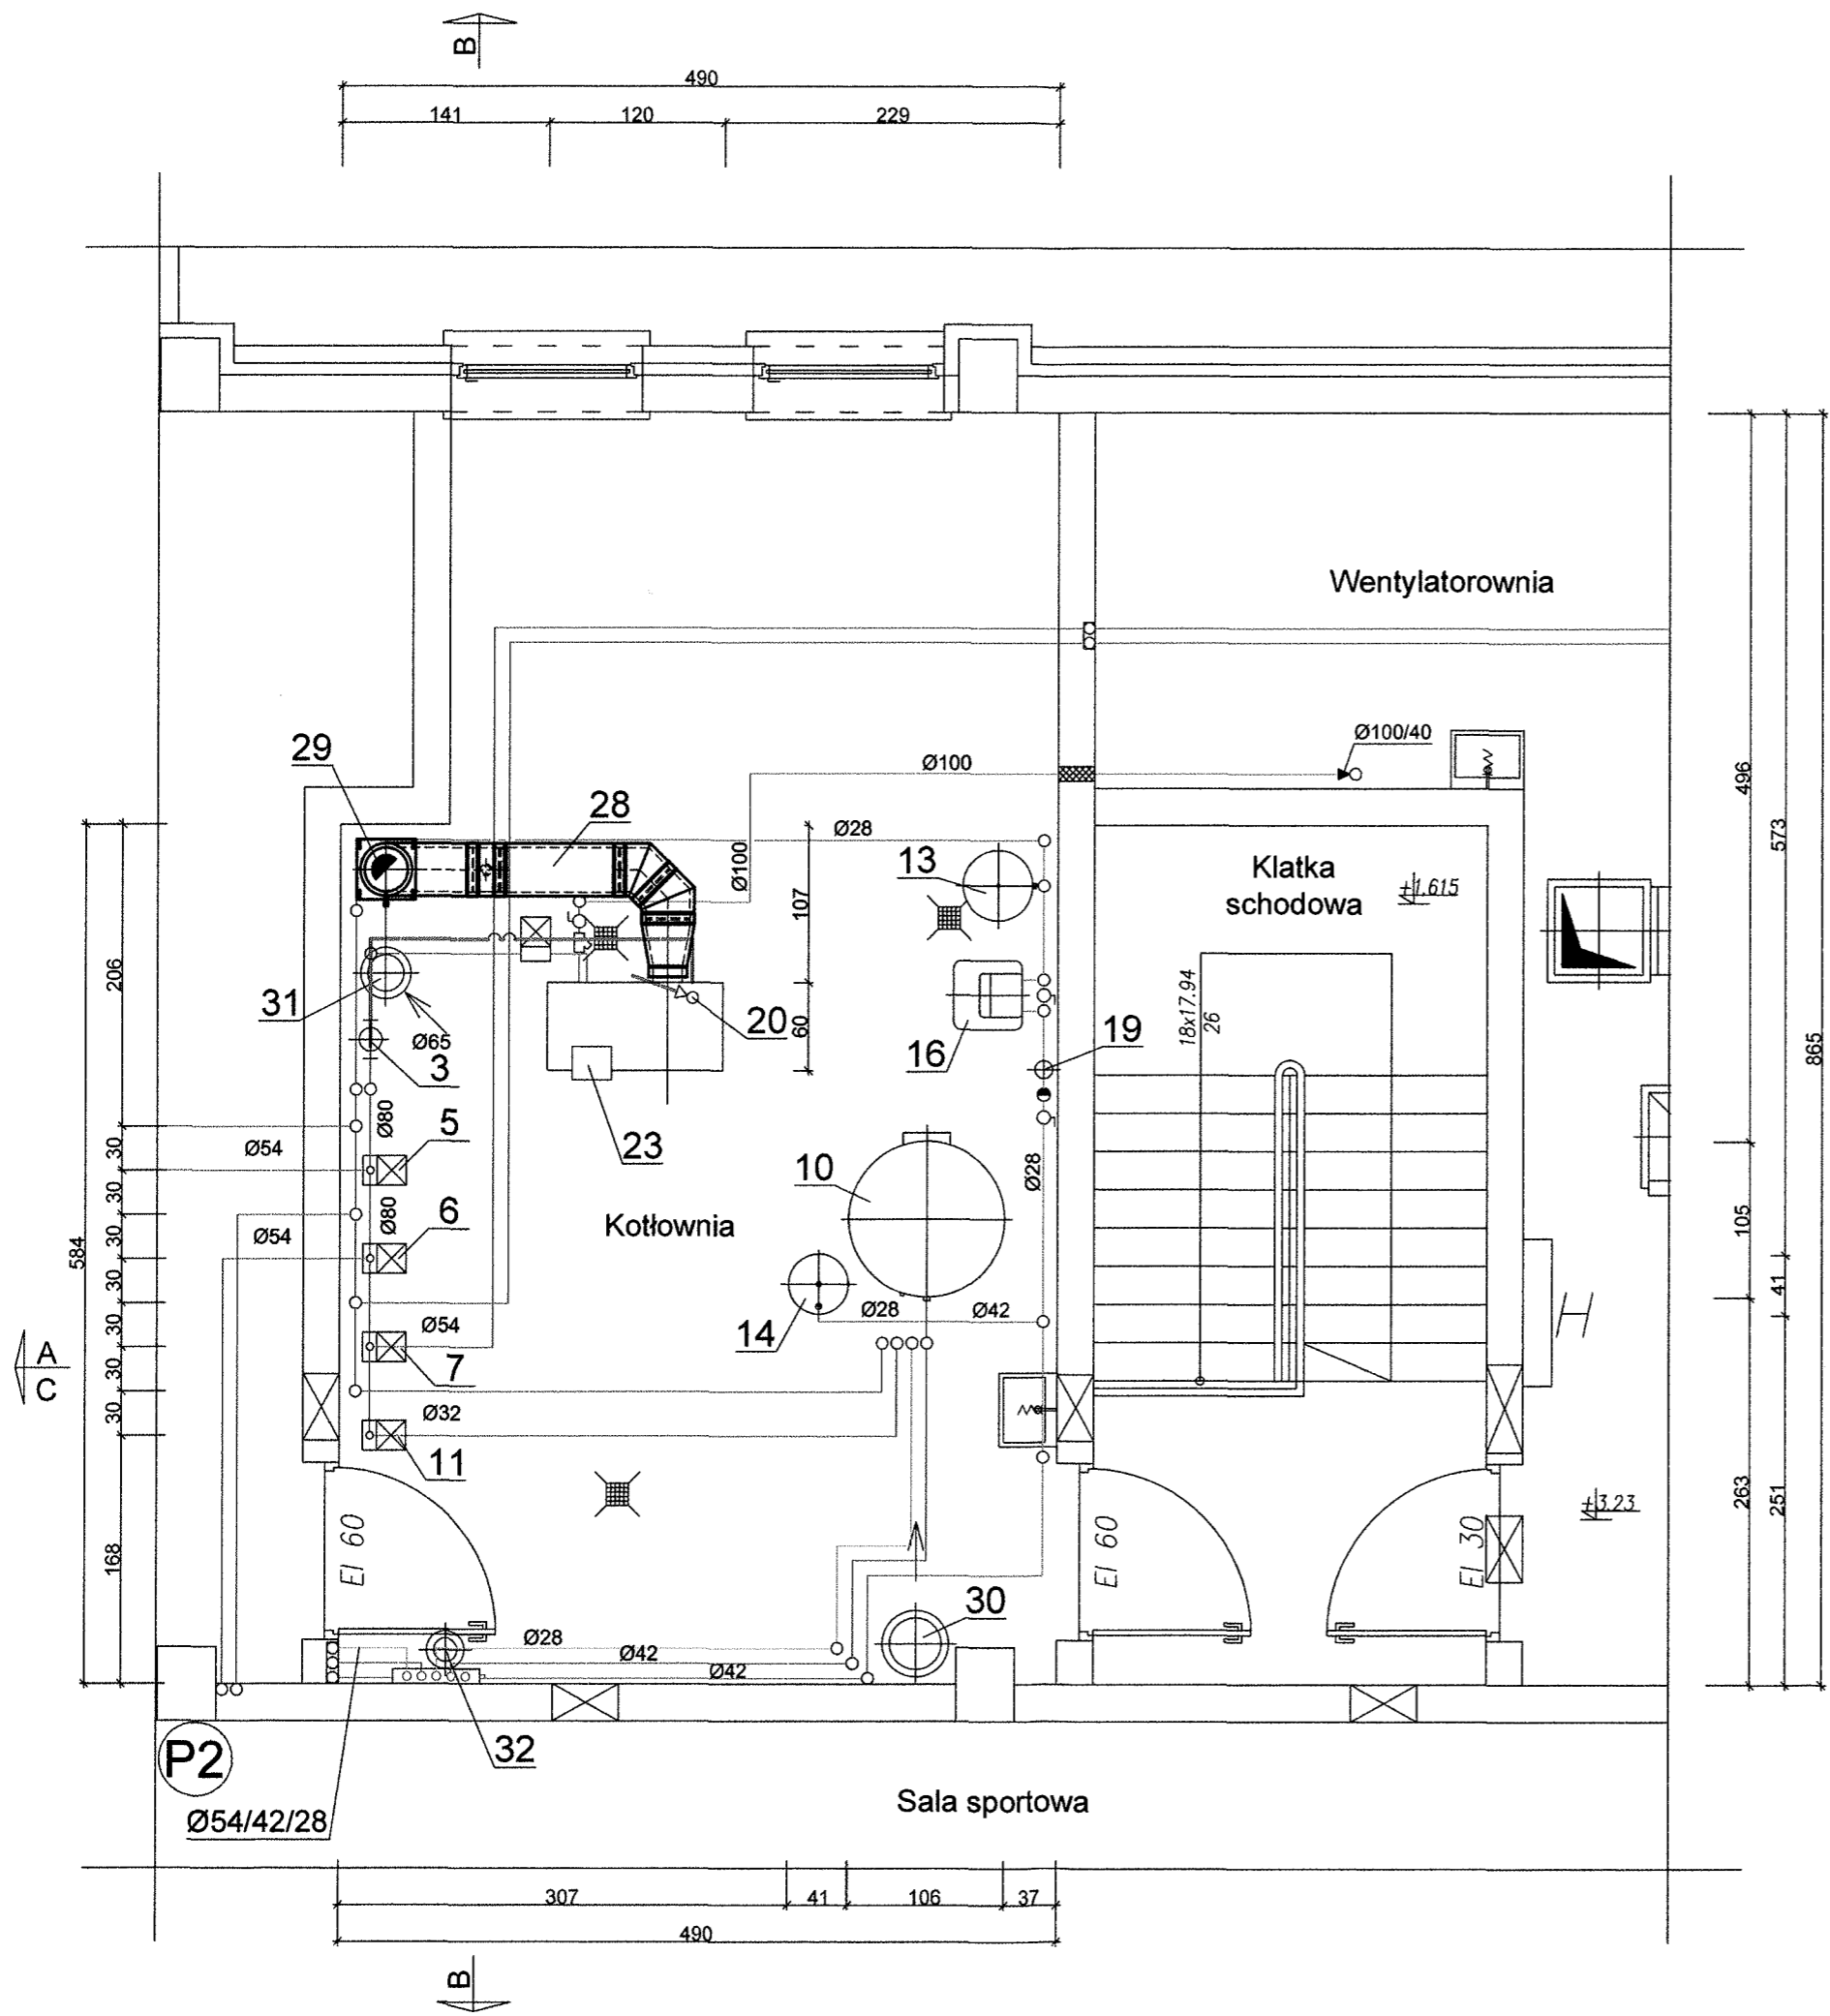 B
490
141
120
229
Wentylatorownia
Ø100/40
Ø100
29
28
Ø28
Ø100
13
107
Klatka
schodowa
±1.615
496
573
865
206
31
Ø65
3
20
60
16
19
18x17.94
26
Ø80
5
30
Ø54
23
10
Ø28
30
Ø80
6
Kotłownia
105
584
30
Ø54
30
14
Ø28
Ø42
41
H
A
C
30
Ø54
7
30
Ø32
30
11
263
251
±3.23
168
EI 60
EI 60
EI 30
30
Ø28
Ø42
Ø42
P2
32
Ø54/42/28
Sala sportowa
307
41
106
37
490
B